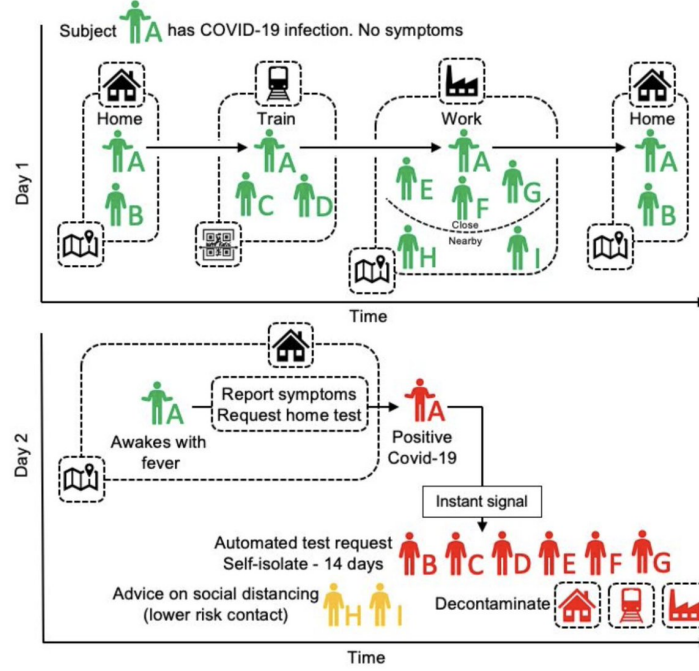 Subject A has COVID-19 infection. No symptoms
Home
Train
Work
Home
A
A
A
A
B
C
D
E
F
G
B
Close
Nearby
H
I
Day 1
Time
A
Report symptoms
Request home test
A
Awakes with
fever
Positive
Covid-19
Day 2
Instant signal
Automated test request
Self-isolate - 14 days
B C D E F G
Advice on social distancing
(lower risk contact)
H I
Decontaminate
Time